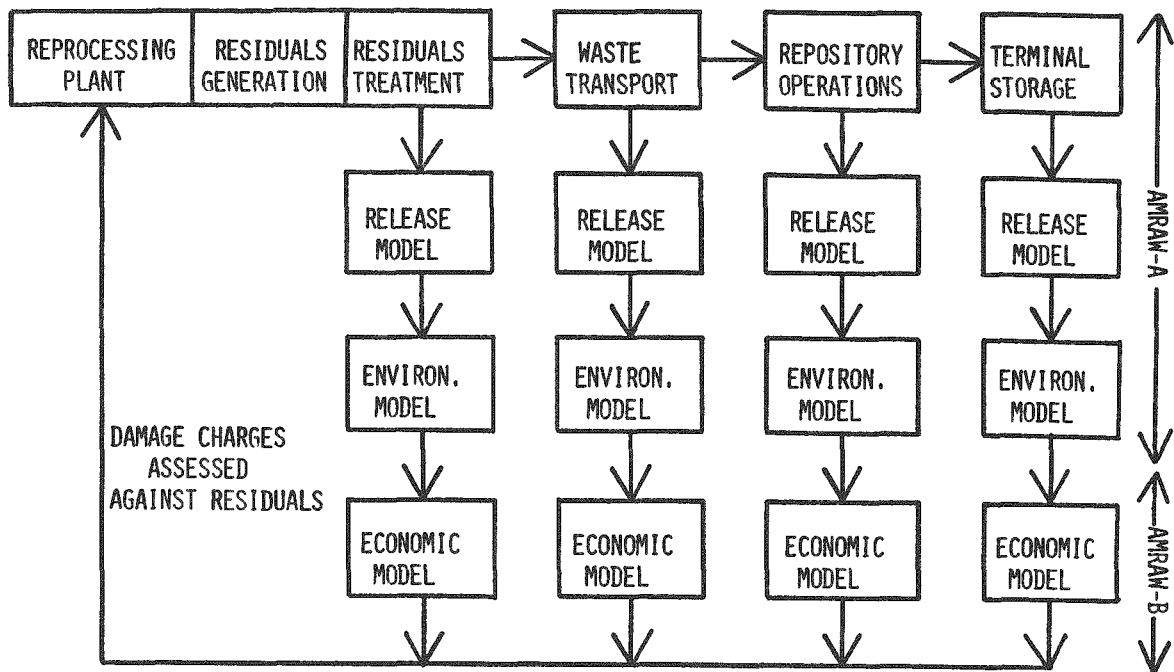 REPROCESSING
PLANT
RESIDUALS
GENERATION
RESIDUALS
TREATMENT
WASTE
TRANSPORT
REPOSITORY
OPERATIONS
TERMINAL
STORAGE
RELEASE
MODEL
RELEASE
MODEL
RELEASE
MODEL
RELEASE
MODEL
AMRAW-A
ENVIRON.
MODEL
ENVIRON.
MODEL
ENVIRON.
MODEL
ENVIRON.
MODEL
DAMAGE CHARGES
ASSESSED
AGAINST RESIDUALS
ECONOMIC
MODEL
ECONOMIC
MODEL
ECONOMIC
MODEL
ECONOMIC
MODEL
AMRAW-B